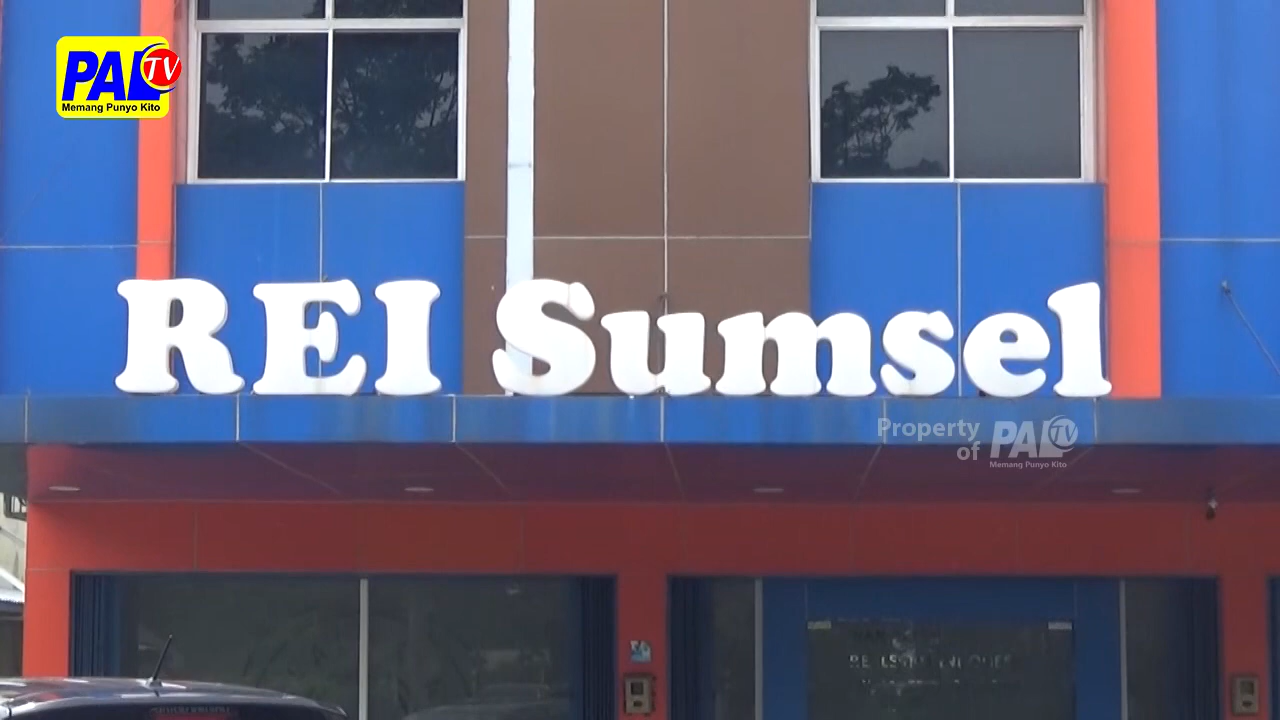 PAL TV
Memang Punyo Kito
REI Sumsel
Property
of PAL TV
Memang Punyo Kito